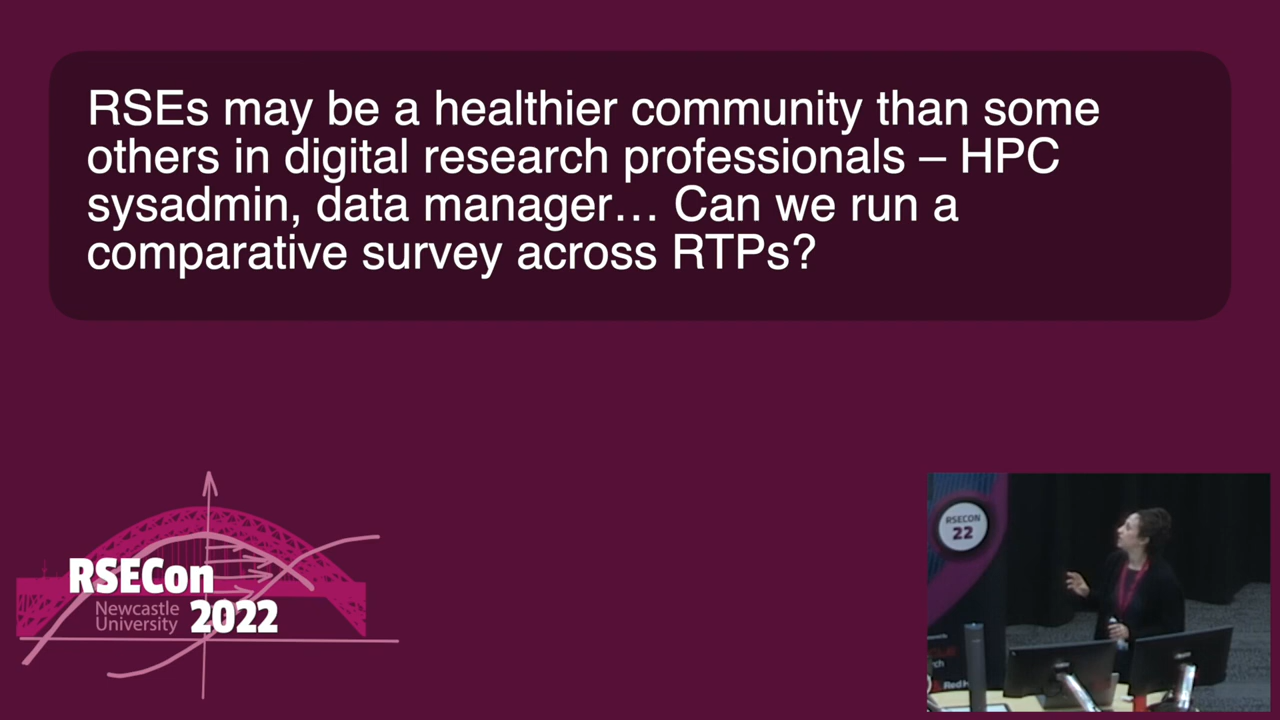 RSEs may be a healthier community than some
others in digital research professionals – HPC
sysadmin, data manager… Can we run a
comparative survey across RTPs?
RSECon
Newcastle
University
2022
RSECON
22